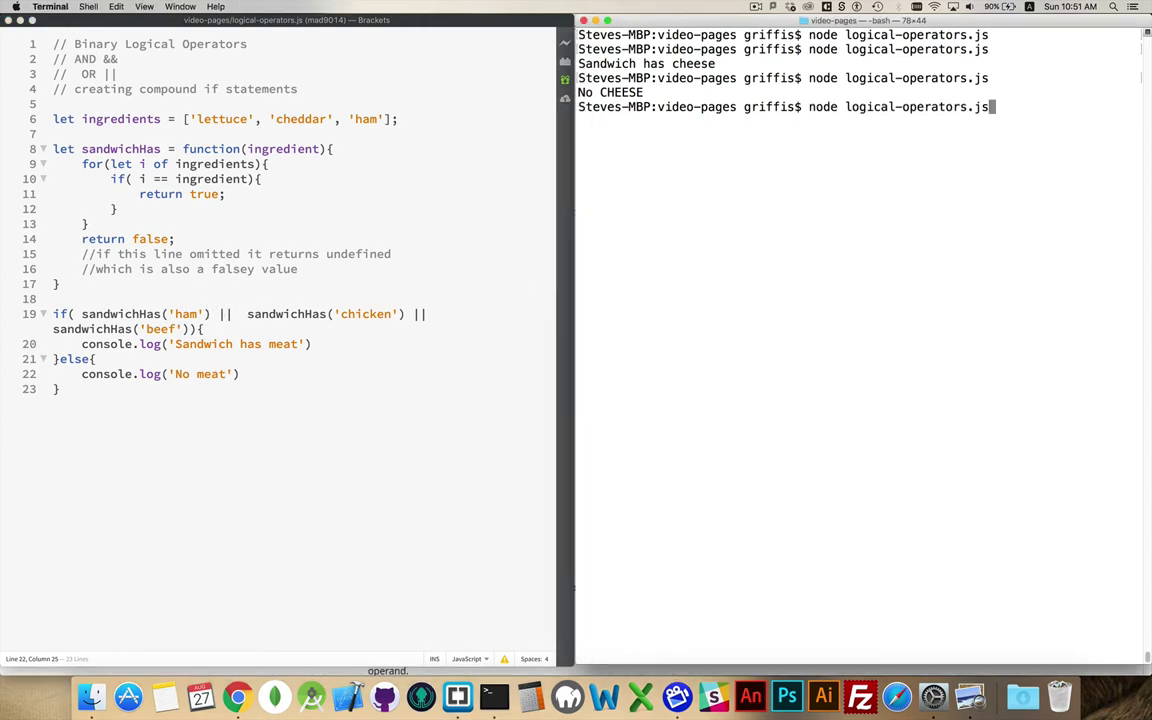 Terminal Shell Edit View Window Help
90% Sun 10:51 AM
video-pages/logical-operators.js (mad9014) — Brackets
1 // Binary Logical Operators
2 // AND &&
3 //  OR ||
4 // creating compound if statements
5
6 let ingredients = ['lettuce', 'cheddar', 'ham'];
7
8 let sandwichHas = function(ingredient){
9     for(let i of ingredients){
10         if( i == ingredient){
11             return true;
12         }
13     }
14     return false;
15     //if this line omitted it returns undefined
16     //which is also a falsey value
17 }
18
19 if( sandwichHas('ham') ||  sandwichHas('chicken') ||
sandwichHas('beef')){
20     console.log('Sandwich has meat')
21 }else{
22     console.log('No meat')
23 }
Line 22, Column 25 — 23 Lines
INS JavaScript Spaces: 4
operand.
video-pages — -bash — 78×44
Steves-MBP:video-pages griffis$ node logical-operators.js
Steves-MBP:video-pages griffis$ node logical-operators.js
Sandwich has cheese
Steves-MBP:video-pages griffis$ node logical-operators.js
No CHEESE
Steves-MBP:video-pages griffis$ node logical-operators.js
AUG
27
An
Ps
Ai